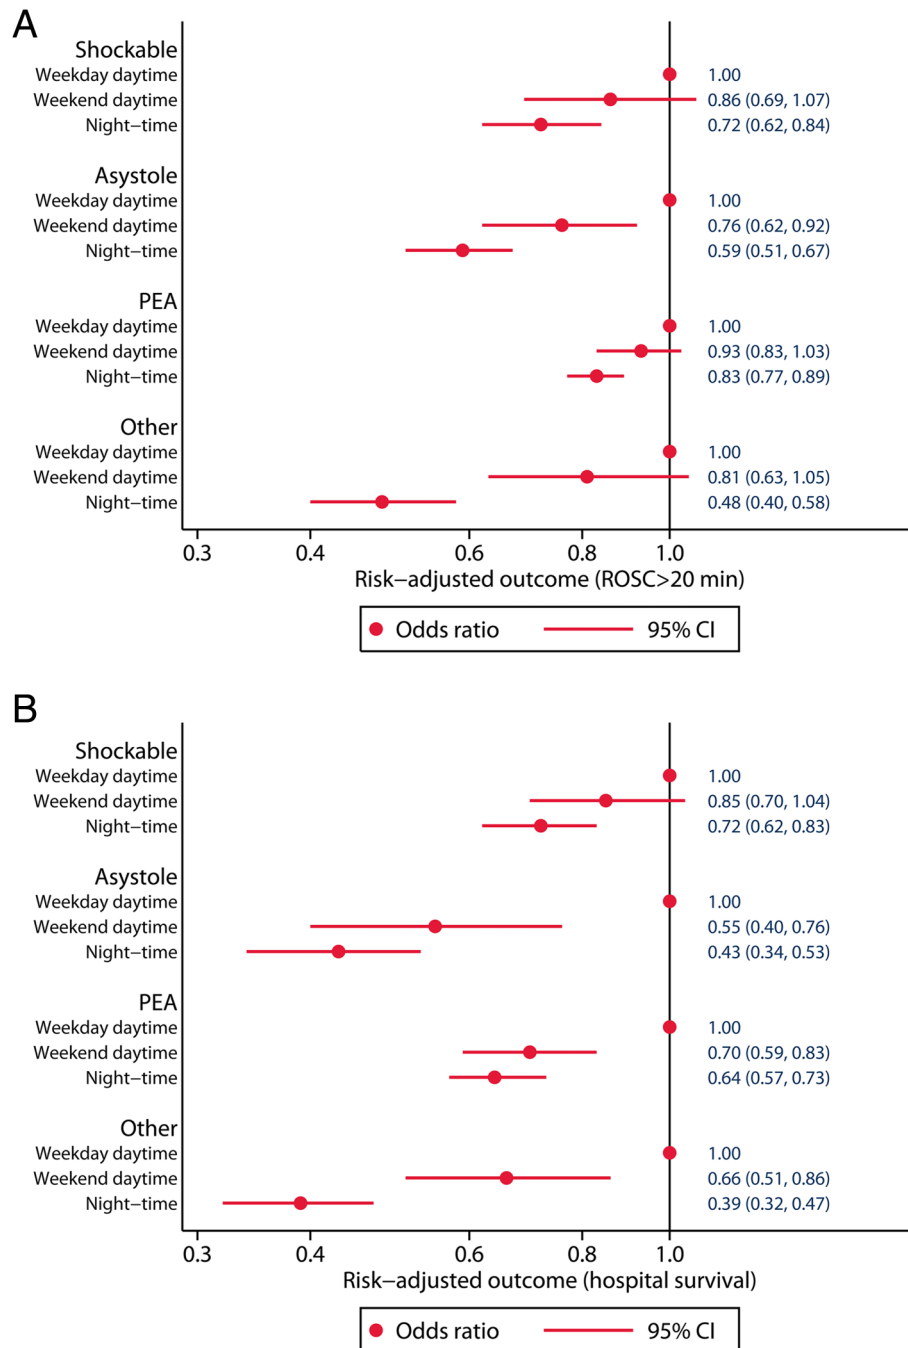 A
Shockable
Weekday daytime 1.00
Weekend daytime 0.86 (0.69, 1.07)
Night−time 0.72 (0.62, 0.84)
Asystole
Weekday daytime 1.00
Weekend daytime 0.76 (0.62, 0.92)
Night−time 0.59 (0.51, 0.67)
PEA
Weekday daytime 1.00
Weekend daytime 0.93 (0.83, 1.03)
Night−time 0.83 (0.77, 0.89)
Other
Weekday daytime 1.00
Weekend daytime 0.81 (0.63, 1.05)
Night−time 0.48 (0.40, 0.58)
0.3 0.4 0.6 0.8 1.0
Risk−adjusted outcome (ROSC>20 min)
Odds ratio 95% CI
B
Shockable
Weekday daytime 1.00
Weekend daytime 0.85 (0.70, 1.04)
Night−time 0.72 (0.62, 0.83)
Asystole
Weekday daytime 1.00
Weekend daytime 0.55 (0.40, 0.76)
Night−time 0.43 (0.34, 0.53)
PEA
Weekday daytime 1.00
Weekend daytime 0.70 (0.59, 0.83)
Night−time 0.64 (0.57, 0.73)
Other
Weekday daytime 1.00
Weekend daytime 0.66 (0.51, 0.86)
Night−time 0.39 (0.32, 0.47)
0.3 0.4 0.6 0.8 1.0
Risk−adjusted outcome (hospital survival)
Odds ratio 95% CI